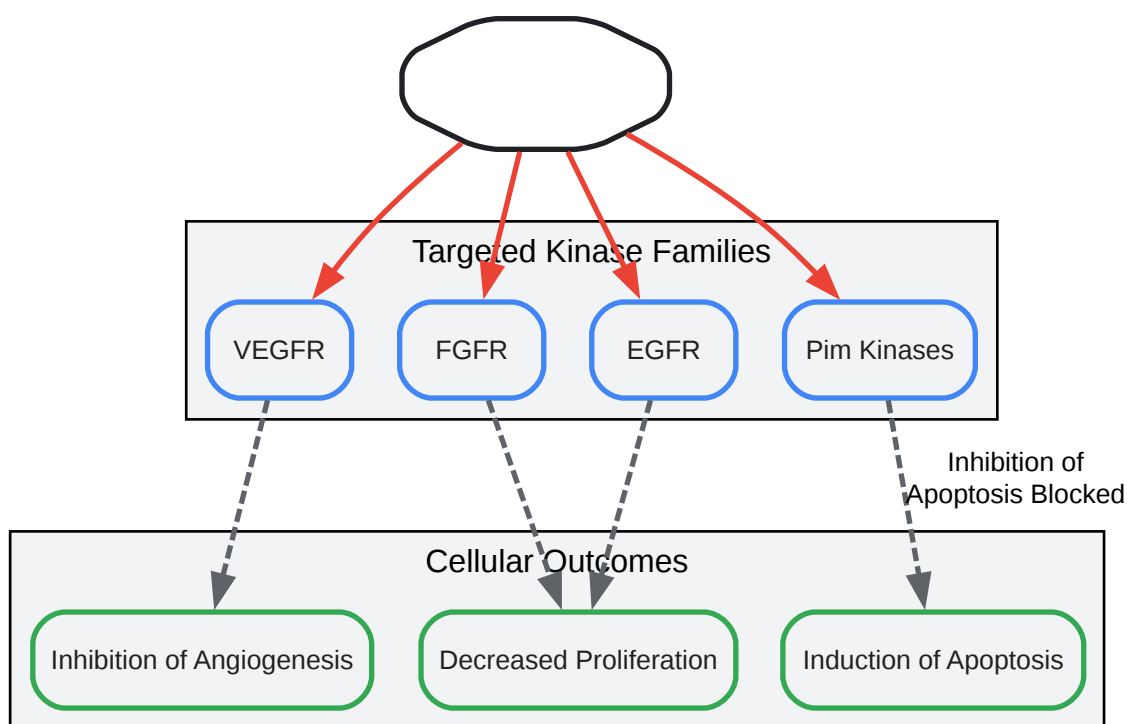 Targeted Kinase Families
VEGFR
FGFR
EGFR
Pim Kinases
Inhibition of
Apoptosis Blocked
Cellular Outcomes
Inhibition of Angiogenesis
Decreased Proliferation
Induction of Apoptosis